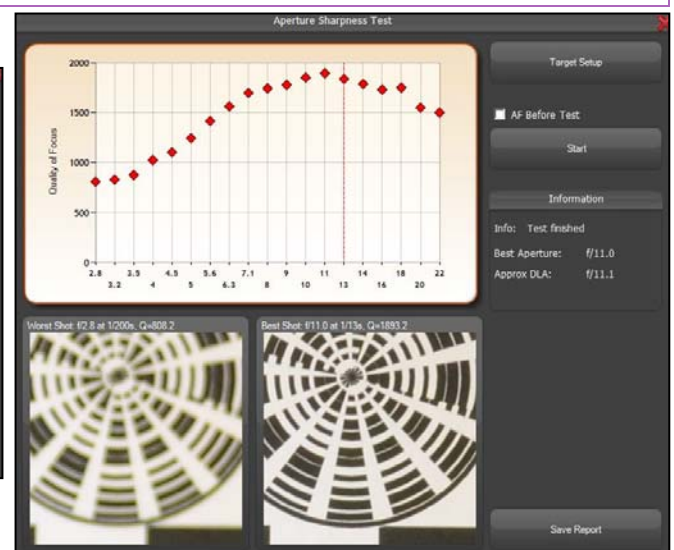 Aperture Sharpness Test
Quality of Focus
2000
1500
1000
500
0
2.8 3.5 4.5 5.6 7.1 9 11 14 16 22
3.2 4 5 6.3 8 10 13 16 20
Target Setup
AF Before Test
Start
Information
Info: Test finished
Best Aperture: f/11.0
Approx DLA: f/11.1
Worst Shot: f/2.8 at 1/200s, Q=808.2
Best Shot: f/11.0 at 1/13s, Q=1893.2
Save Report